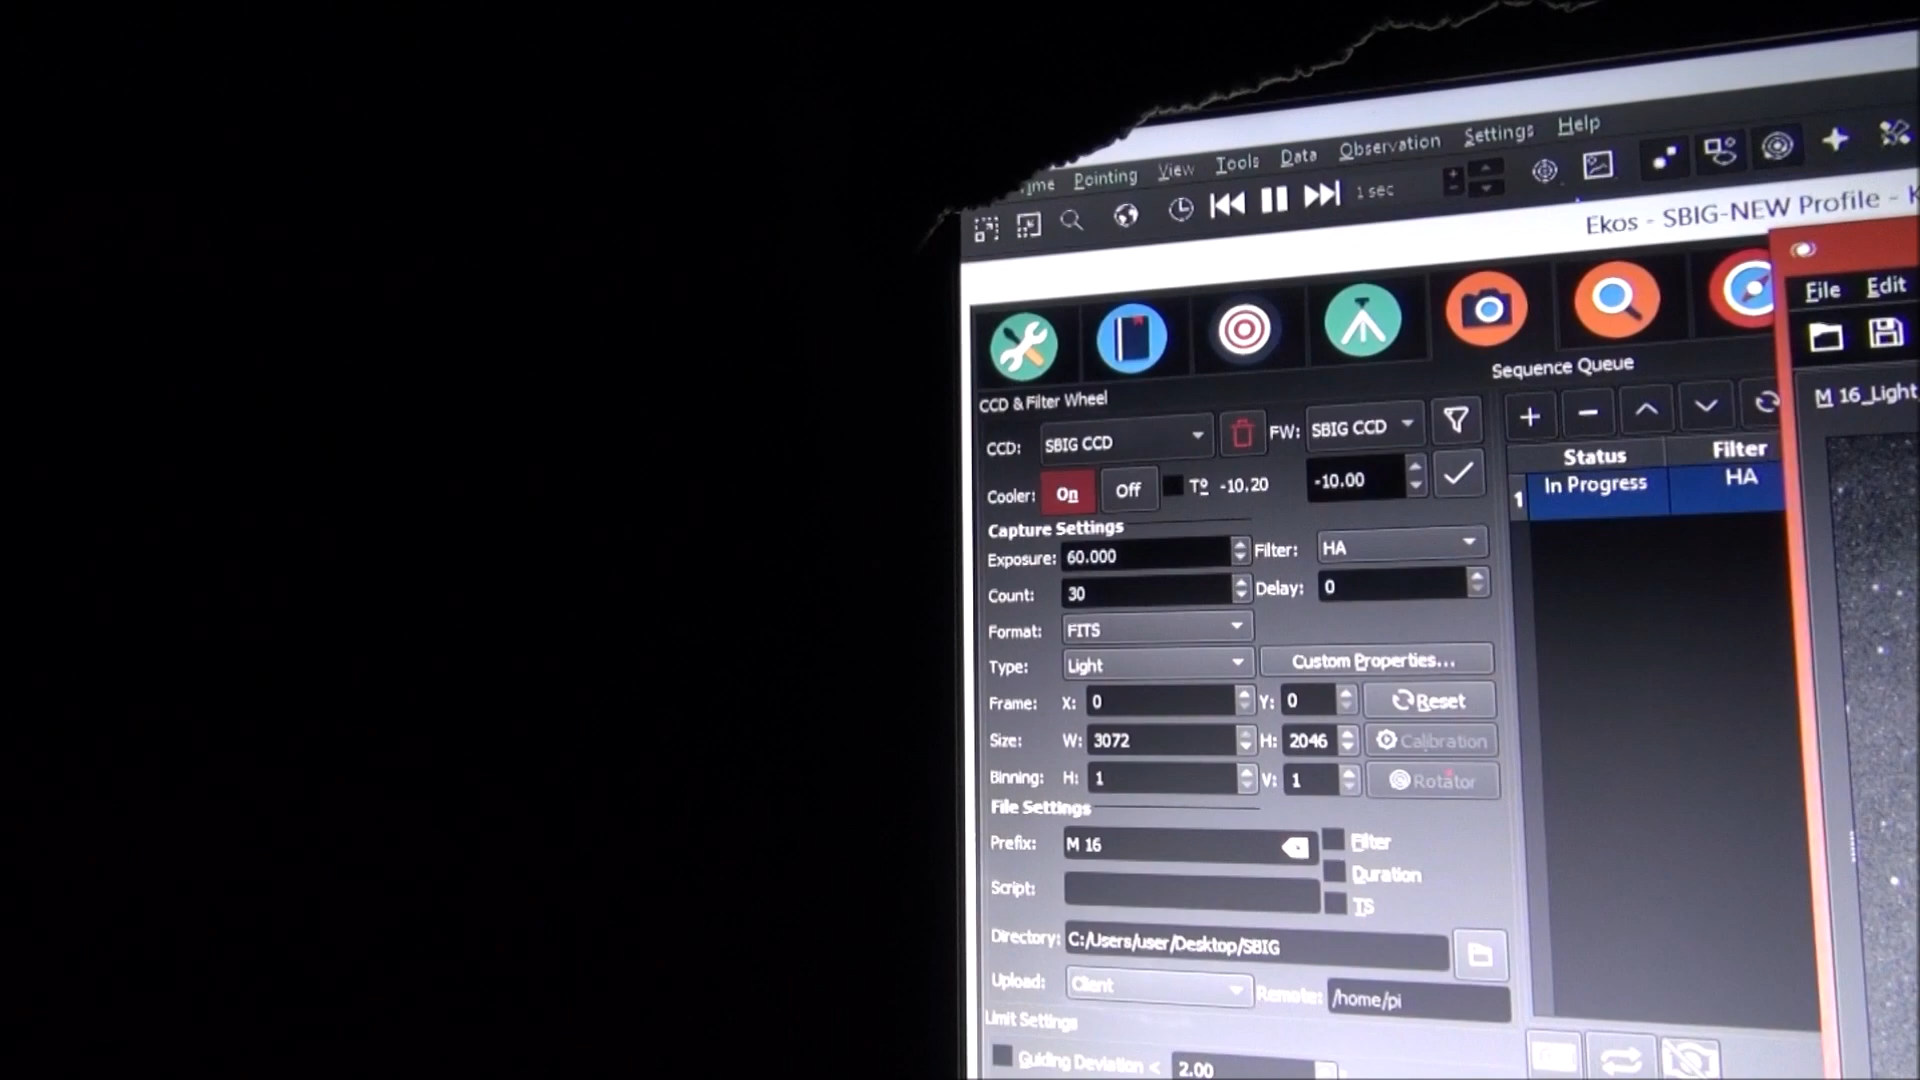 Pointing View Tools Data Observation Settings Help
1 sec
Ekos - SBIG-NEW Profile -
File Edit
M 16_Light
Sequence Queue
CCD & Filter Wheel
CCD: SBIG CCD FW: SBIG CCD
Cooler: On Off Tº -10.20 -10.00
Status Filter
1 In Progress HA
Capture Settings
Exposure: 60.000 Filter: HA
Count: 30 Delay: 0
Format: FITS
Type: Light Custom Properties...
Frame: X: 0 Y: 0 Reset
Size: W: 3072 H: 2046 Calibration
Binning: H: 1 V: 1 Rotator
File Settings
Prefix: M 16 Filter
Duration
Script: TS
Directory: C:/Users/user/Desktop/SBIG
Upload: Client Remote: /home/pi
Limit Settings
Guiding Deviation < 2.00